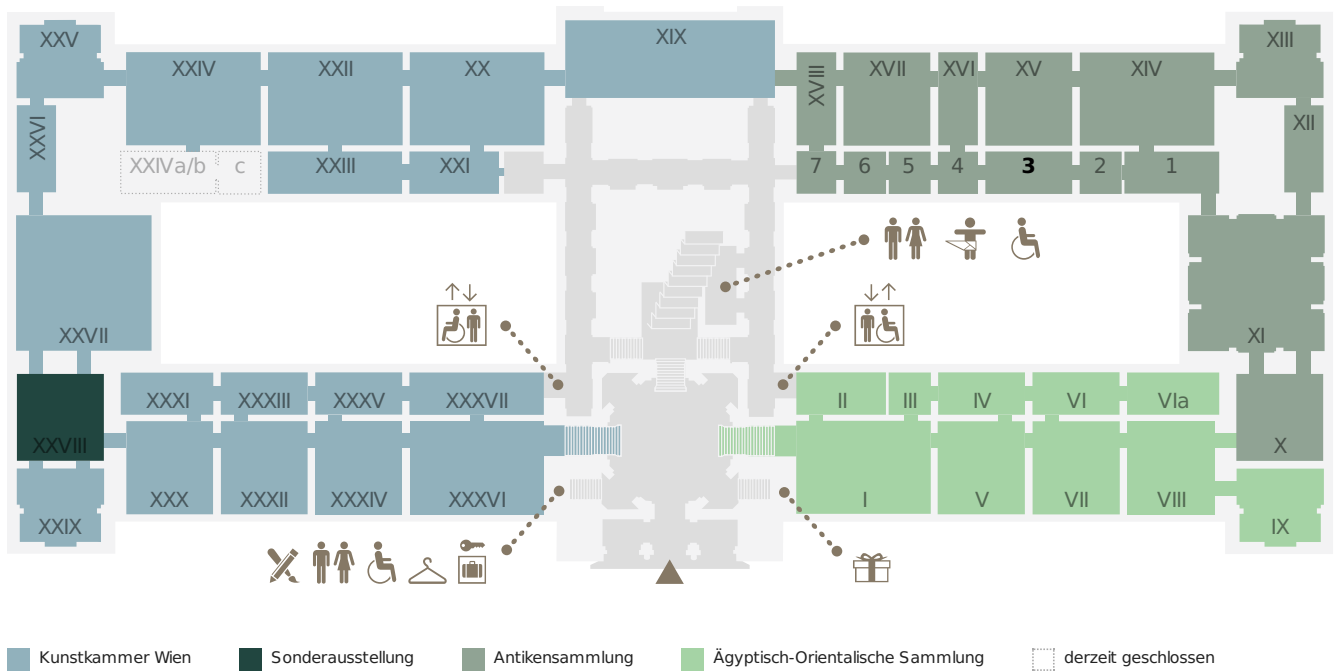 XXV
XXIV
XXII
XX
XIX
XVIII
XVII
XVI
XV
XIV
XIII
XXVI
XII
XXIVa/b
c
XXIII
XXI
7
6
5
4
3
2
1
XXVII
XI
XXXI
XXXIII
XXXV
XXXVII
II
III
IV
VI
VIa
XXVIII
X
XXX
XXXII
XXXIV
XXXVI
I
V
VII
VIII
XXIX
IX
Kunstkammer Wien
Sonderausstellung
Antikensammlung
Ägyptisch-Orientalische Sammlung
derzeit geschlossen